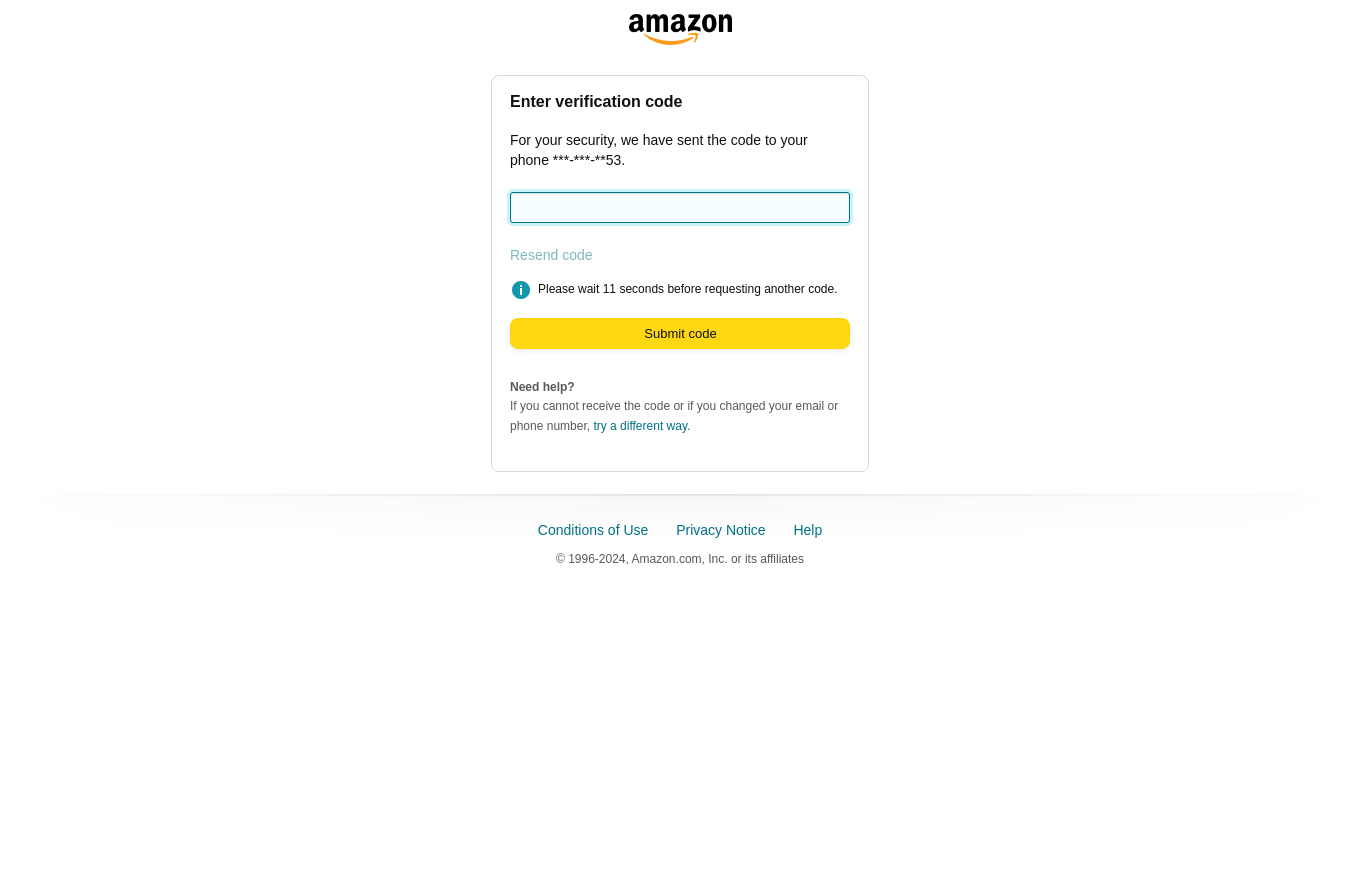 amazon
Enter verification code
For your security, we have sent the code to your
phone ***-***-**53.
Resend code
i Please wait 11 seconds before requesting another code.
Submit code
Need help?
If you cannot receive the code or if you changed your email or
phone number, try a different way.
Conditions of Use Privacy Notice Help
© 1996-2024, Amazon.com, Inc. or its affiliates